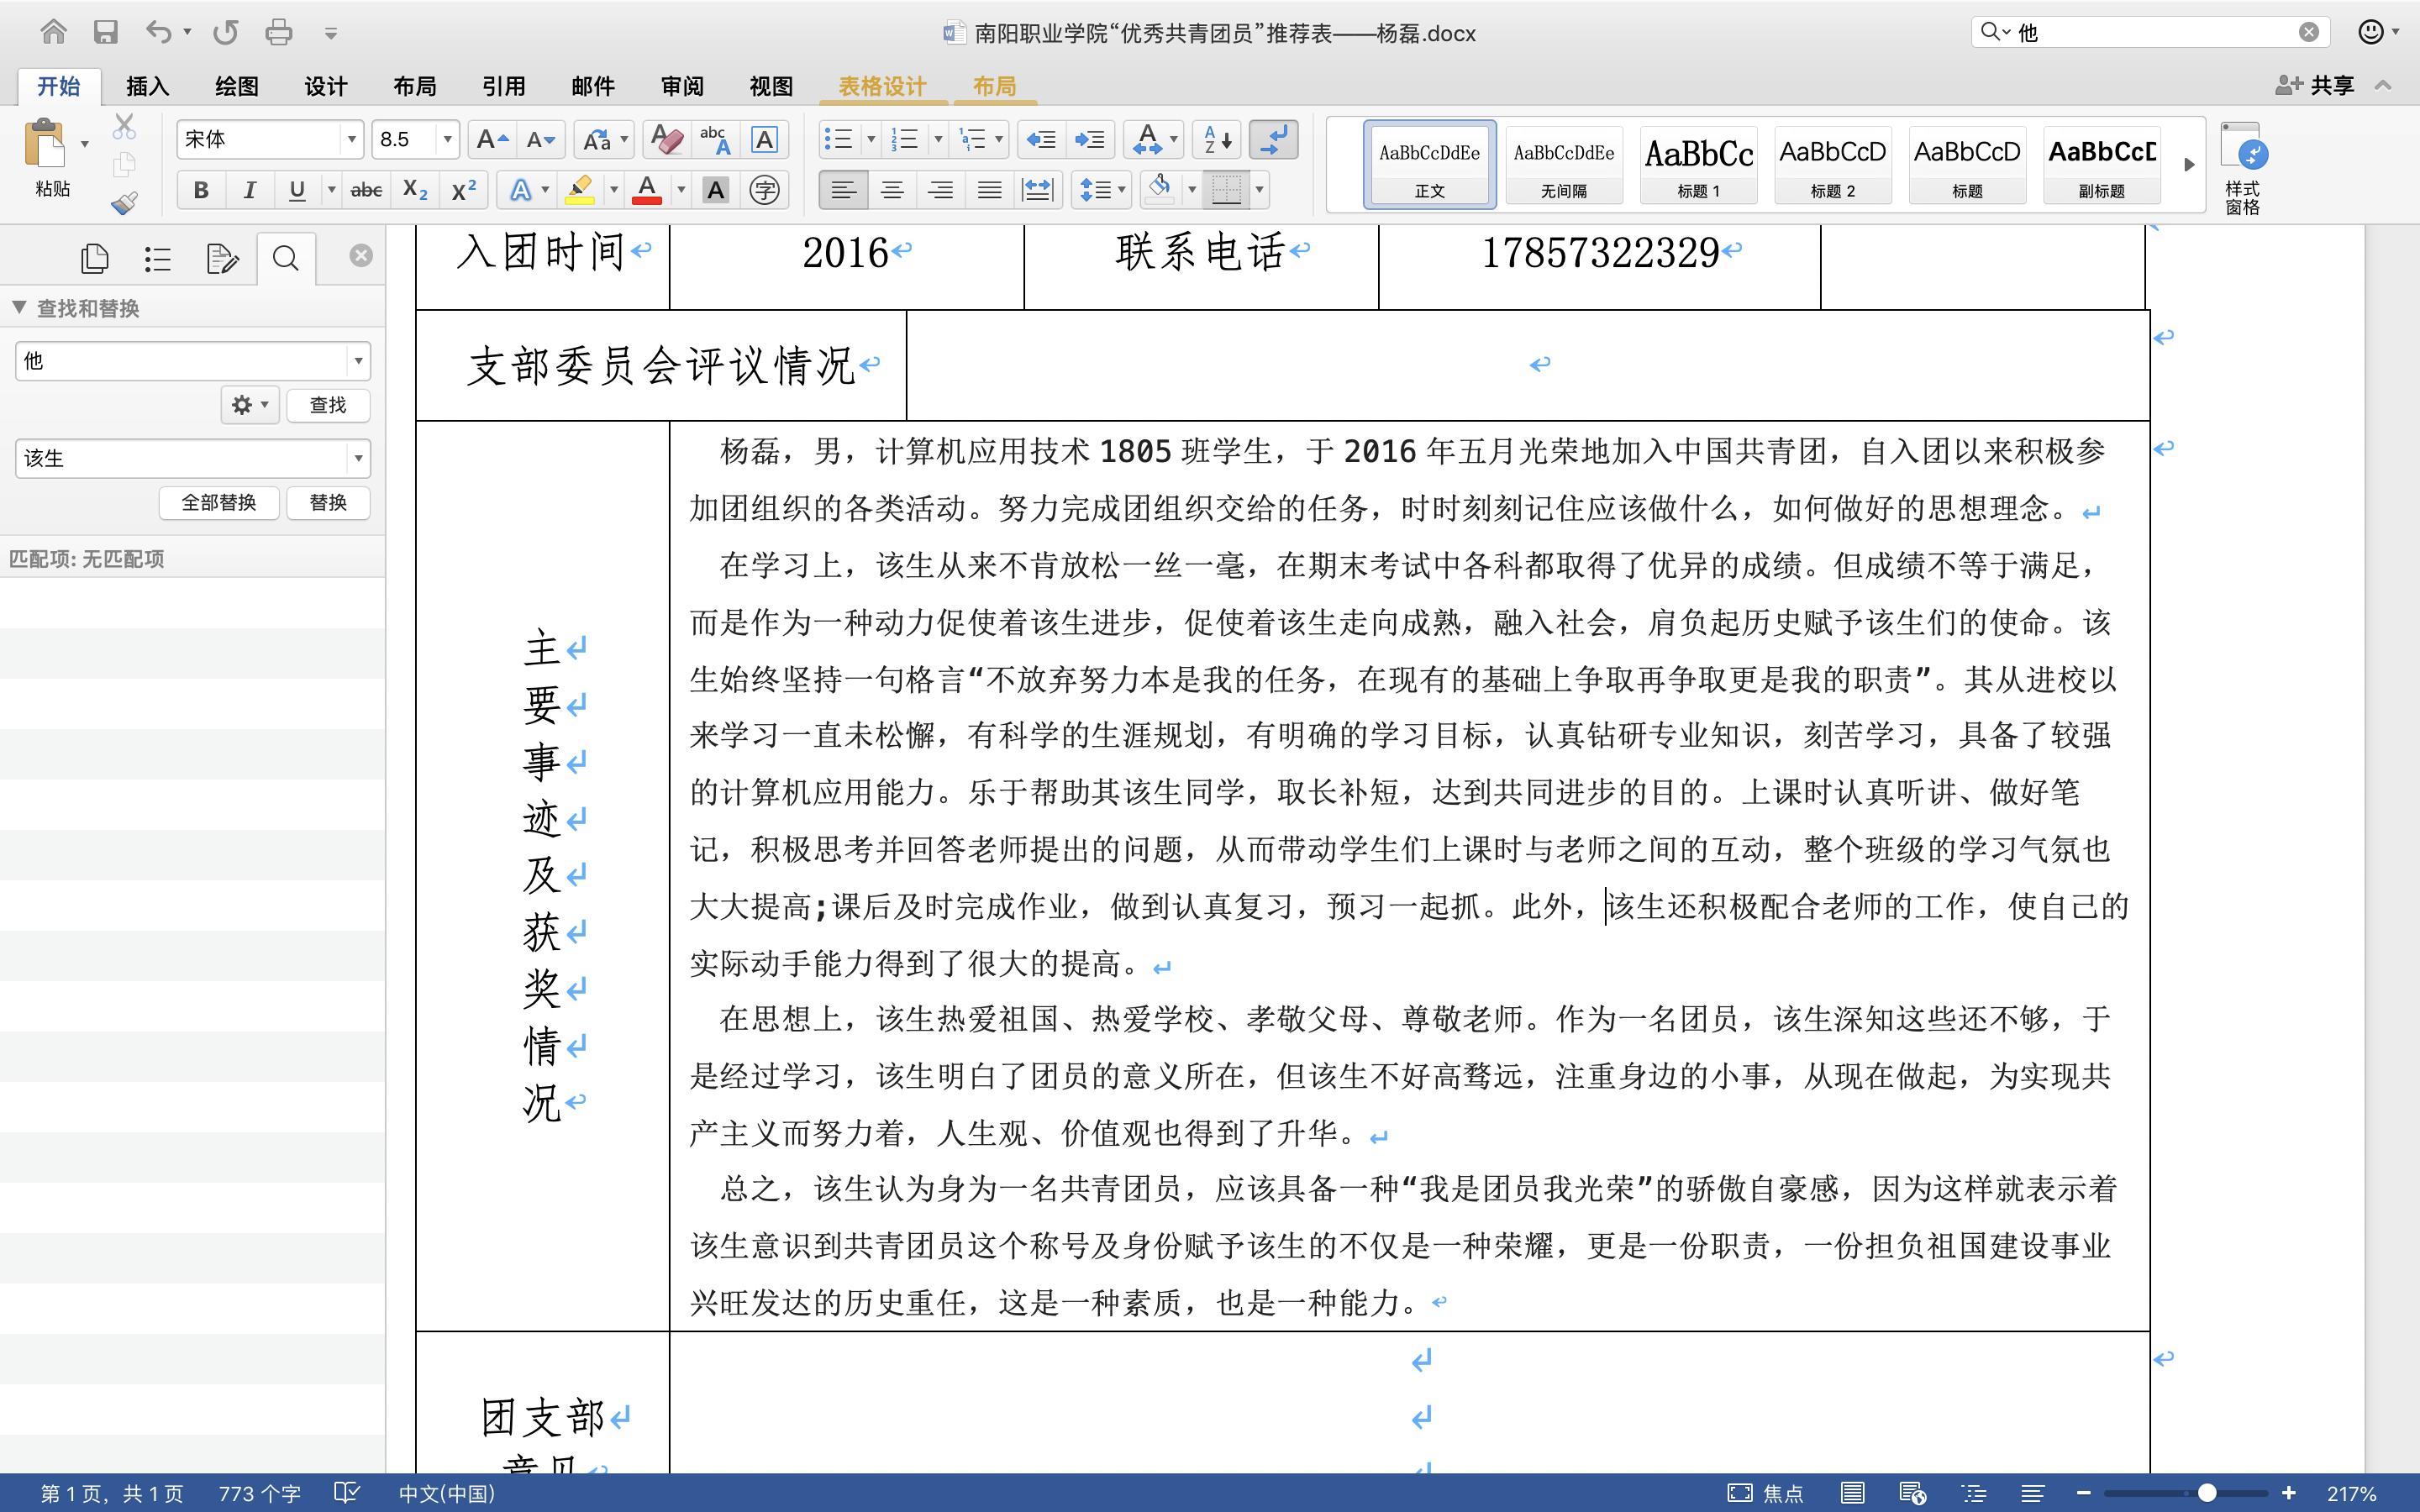 南阳职业学院“优秀共青团员”推荐表——杨磊.docx
他
开始 插入 绘图 设计 布局 引用 邮件 审阅 视图 表格设计 布局
共享
粘贴
宋体 8.5
AaBbCcDdEe AaBbCcDdEe AaBbCc AaBbCcD AaBbCcD AaBbCcD
正文 无间隔 标题 1 标题 2 标题 副标题
样式
窗格
查找和替换
他
查找
该生
全部替换 替换
匹配项: 无匹配项
入团时间 2016 联系电话 17857322329
支部委员会评议情况
主
要
事
迹
及
获
奖
情
况
杨磊，男，计算机应用技术 1805 班学生，于 2016 年五月光荣地加入中国共青团，自入团以来积极参
加团组织的各类活动。努力完成团组织交给的任务，时时刻刻记住应该做什么，如何做好的思想理念。
在学习上，该生从来不肯放松一丝一毫，在期末考试中各科都取得了优异的成绩。但成绩不等于满足，
而是作为一种动力促使着该生进步，促使着该生走向成熟，融入社会，肩负起历史赋予该生们的使命。该
生始终坚持一句格言“不放弃努力本是我的任务，在现有的基础上争取再争取更是我的职责”。其从进校以
来学习一直未松懈，有科学的生涯规划，有明确的学习目标，认真钻研专业知识，刻苦学习，具备了较强
的计算机应用能力。乐于帮助其该生同学，取长补短，达到共同进步的目的。上课时认真听讲、做好笔
记，积极思考并回答老师提出的问题，从而带动学生们上课时与老师之间的互动，整个班级的学习气氛也
大大提高;课后及时完成作业，做到认真复习，预习一起抓。此外，该生还积极配合老师的工作，使自己的
实际动手能力得到了很大的提高。
在思想上，该生热爱祖国、热爱学校、孝敬父母、尊敬老师。作为一名团员，该生深知这些还不够，于
是经过学习，该生明白了团员的意义所在，但该生不好高骛远，注重身边的小事，从现在做起，为实现共
产主义而努力着，人生观、价值观也得到了升华。
总之，该生认为身为一名共青团员，应该具备一种“我是团员我光荣”的骄傲自豪感，因为这样就表示着
该生意识到共青团员这个称号及身份赋予该生的不仅是一种荣耀，更是一份职责，一份担负祖国建设事业
兴旺发达的历史重任，这是一种素质，也是一种能力。
团支部
意见
第 1 页，共 1 页 773 个字 中文(中国) 焦点 217%